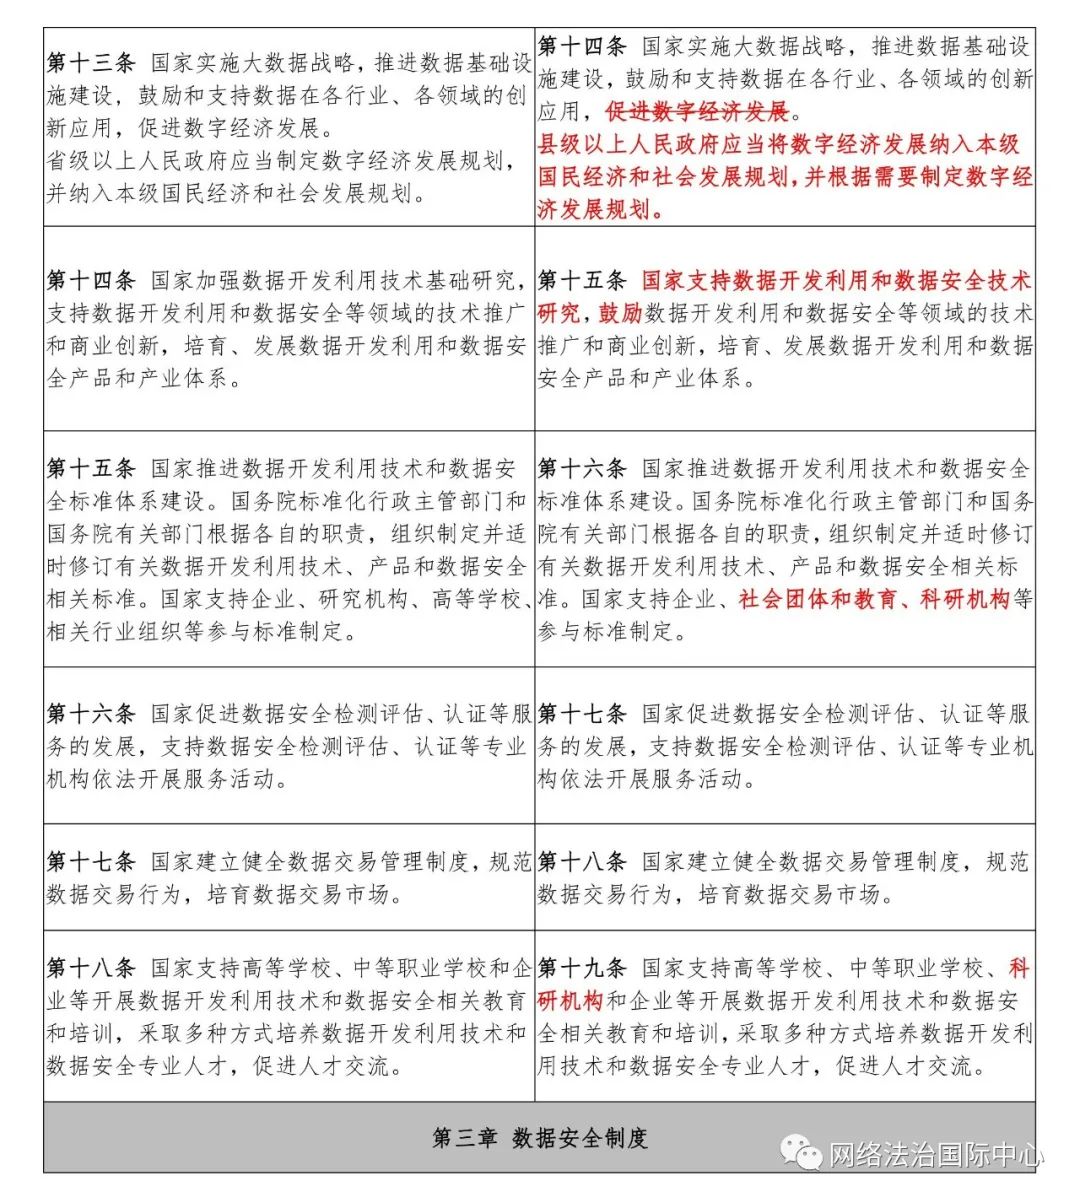 第十三条 国家实施大数据战略，推进数据基础设
施建设，鼓励和支持数据在各行业、各领域的创
新应用，促进数字经济发展。
省级以上人民政府应当制定数字经济发展规划，
并纳入本级国民经济和社会发展规划。
第十四条 国家实施大数据战略，推进数据基础设
施建设，鼓励和支持数据在各行业、各领域的创新
应用，促进数字经济发展。
县级以上人民政府应当将数字经济发展纳入本级
国民经济和社会发展规划，并根据需要制定数字经
济发展规划。
第十四条 国家加强数据开发利用技术基础研究，
支持数据开发利用和数据安全等领域的技术推广
和商业创新，培育、发展数据开发利用和数据安
全产品和产业体系。
第十五条 国家支持数据开发利用和数据安全技术
研究，鼓励数据开发利用和数据安全等领域的技术
推广和商业创新，培育、发展数据开发利用和数据
安全产品和产业体系。
第十五条 国家推进数据开发利用技术和数据安
全标准体系建设。国务院标准化行政主管部门和
国务院有关部门根据各自的职责，组织制定并适
时修订有关数据开发利用技术、产品和数据安全
相关标准。国家支持企业、研究机构、高等学校、
相关行业组织等参与标准制定。
第十六条 国家推进数据开发利用技术和数据安全
标准体系建设。国务院标准化行政主管部门和国务
院有关部门根据各自的职责，组织制定并适时修订
有关数据开发利用技术、产品和数据安全相关标
准。国家支持企业、社会团体和教育、科研机构等
参与标准制定。
第十六条 国家促进数据安全检测评估、认证等服
务的发展，支持数据安全检测评估、认证等专业
机构依法开展服务活动。
第十七条 国家促进数据安全检测评估、认证等服
务的发展，支持数据安全检测评估、认证等专业机
构依法开展服务活动。
第十七条 国家建立健全数据交易管理制度，规范
数据交易行为，培育数据交易市场。
第十八条 国家建立健全数据交易管理制度，规范
数据交易行为，培育数据交易市场。
第十八条 国家支持高等学校、中等职业学校和企
业等开展数据开发利用技术和数据安全相关教育
和培训，采取多种方式培养数据开发利用技术和
数据安全专业人才，促进人才交流。
第十九条 国家支持高等学校、中等职业学校、科
研机构和企业等开展数据开发利用技术和数据安
全相关教育和培训，采取多种方式培养数据开发利
用技术和数据安全专业人才，促进人才交流。
第三章 数据安全制度
网络法治国际中心